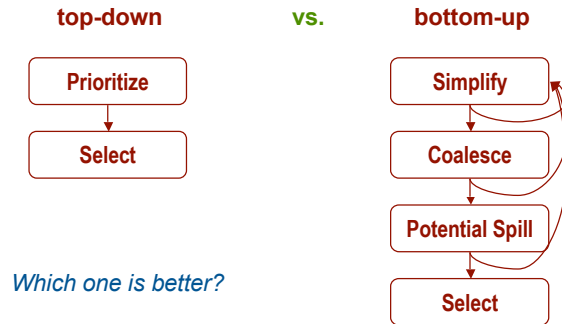 top-down vs. bottom-up
Prioritize
Select
Simplify
Coalesce
Potential Spill
Select
Which one is better?